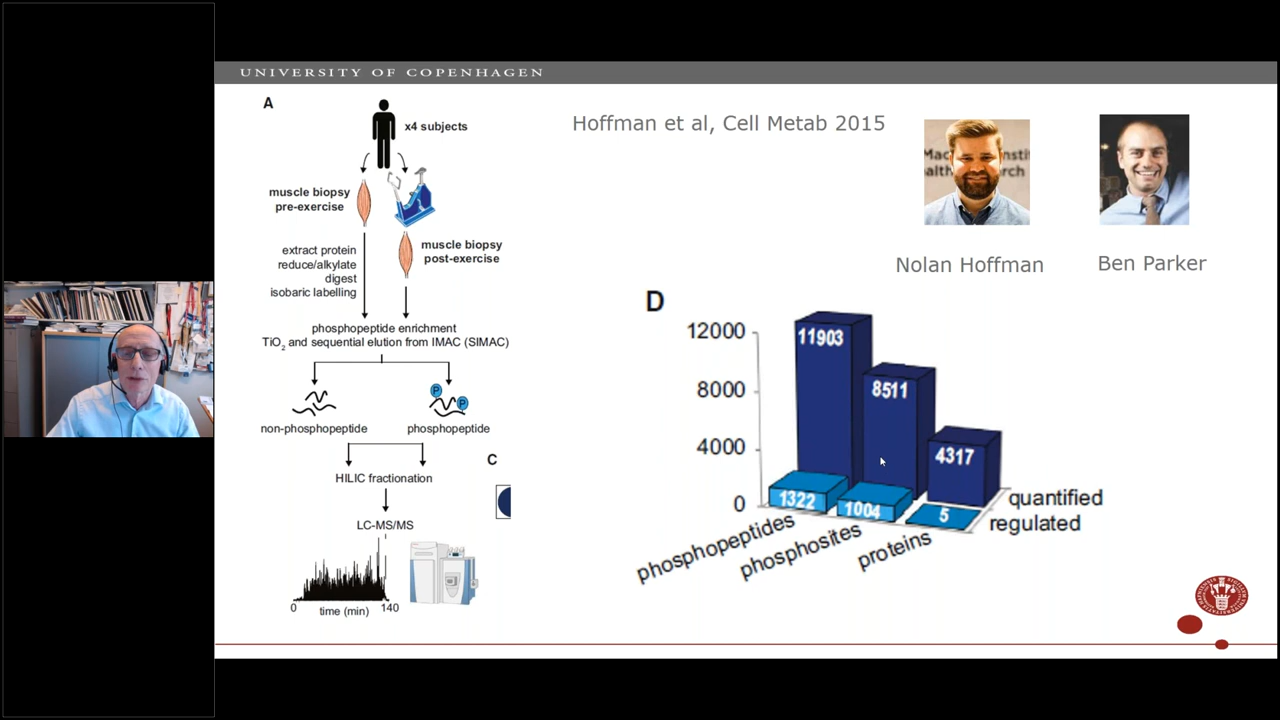 UNIVERSITY OF COPENHAGEN
A
x4 subjects
muscle biopsy
pre-exercise
muscle biopsy
post-exercise
extract protein
reduce/alkylate
digest
isobaric labelling
phosphopeptide enrichment
TiO2 and sequential elution from IMAC (SIMAC)
P
P
non-phosphopeptide
phosphopeptide
C
HILIC fractionation
LC-MS/MS
0
time (min)
140
Hoffman et al, Cell Metab 2015
Nolan Hoffman
Ben Parker
D
12000
8000
4000
0
11903
8511
4317
1322
1004
5
quantified
regulated
phosphopeptides
phosphosites
proteins